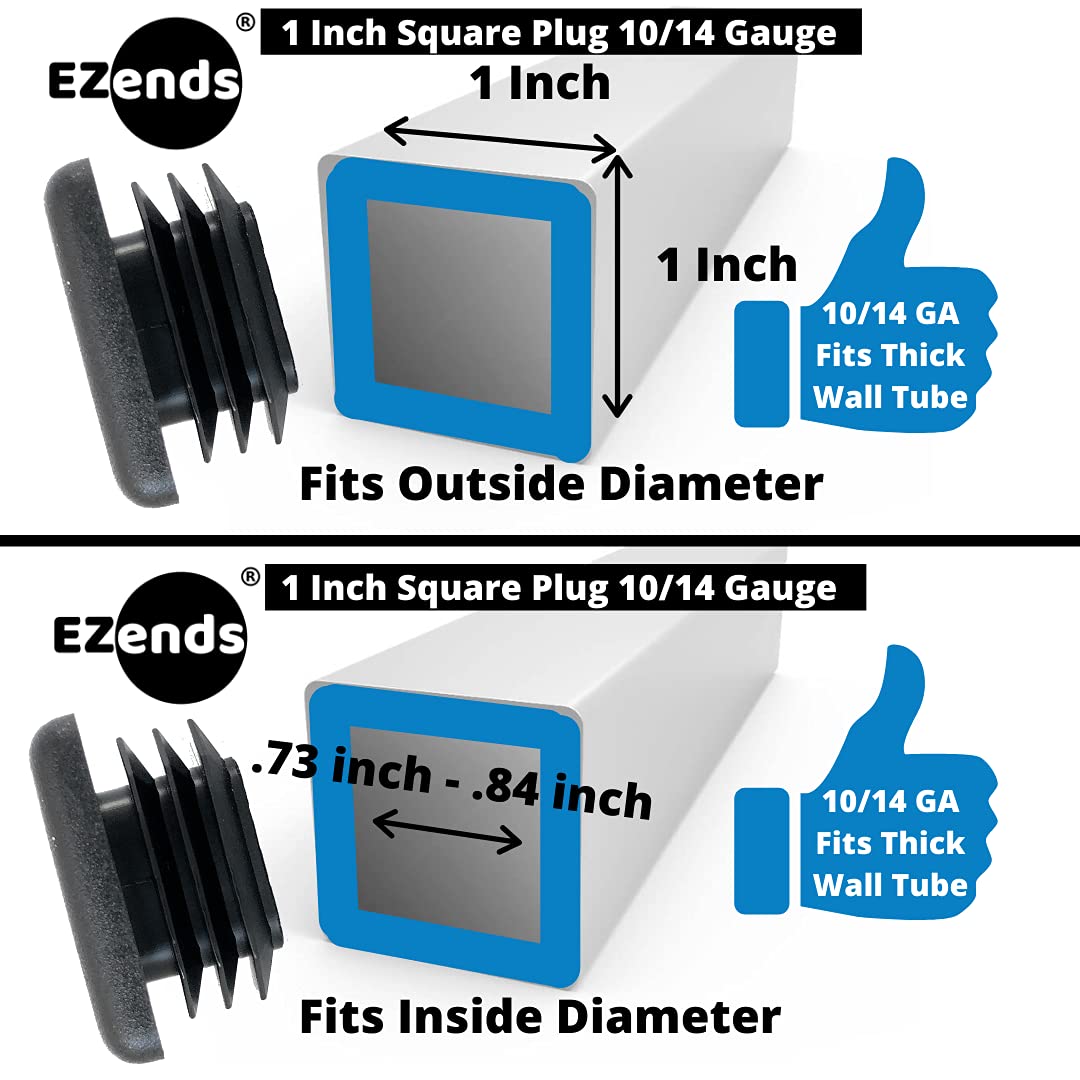 EZends®
1 Inch Square Plug 10/14 Gauge
1 Inch
1 Inch
10/14 GA
Fits Thick
Wall Tube
Fits Outside Diameter
EZends®
1 Inch Square Plug 10/14 Gauge
.73 inch - .84 inch
10/14 GA
Fits Thick
Wall Tube
Fits Inside Diameter